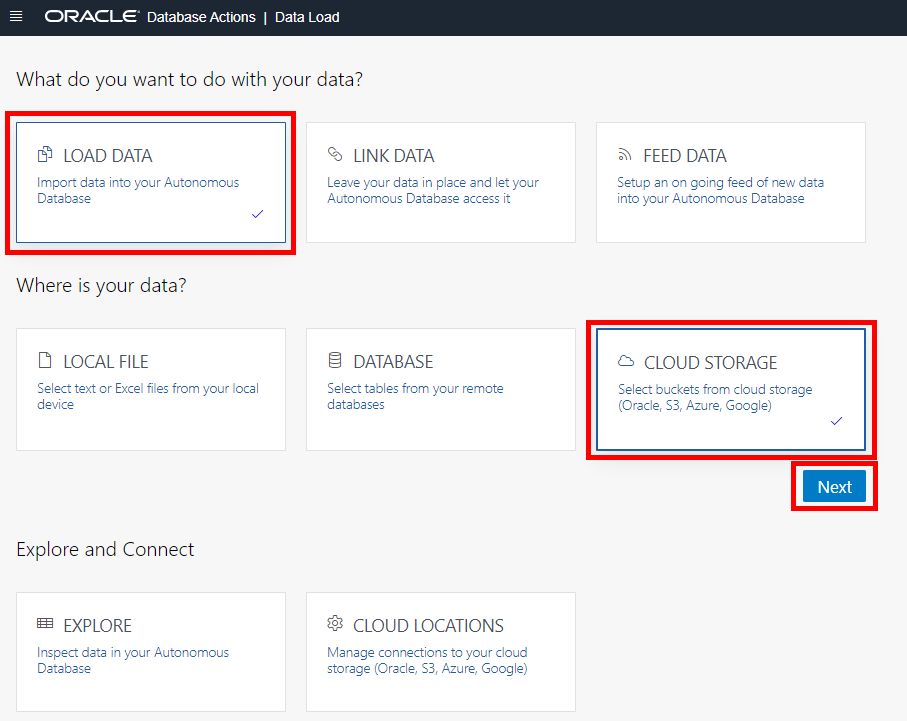 ORACLE Database Actions | Data Load
What do you want to do with your data?
LOAD DATA
Import data into your Autonomous
Database
LINK DATA
Leave your data in place and let your
Autonomous Database access it
FEED DATA
Setup an on going feed of new data
into your Autonomous Database
Where is your data?
LOCAL FILE
Select text or Excel files from your local
device
DATABASE
Select tables from your remote
databases
CLOUD STORAGE
Select buckets from cloud storage
(Oracle, S3, Azure, Google)
Next
Explore and Connect
EXPLORE
Inspect data in your Autonomous
Database
CLOUD LOCATIONS
Manage connections to your cloud
storage (Oracle, S3, Azure, Google)